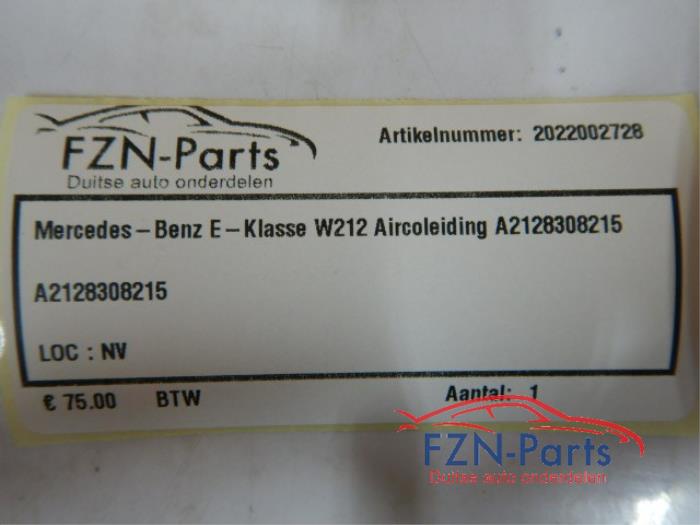 FZN-Parts
Duitse auto onderdelen
Artikelnummer: 2022002728
Mercedes-Benz E-Klasse W212 Aircoleiding A2128308215
A2128308215
LOC : NV
€ 75.00 BTW Aantal: 1
FZN-Parts
Duitse auto onderdelen